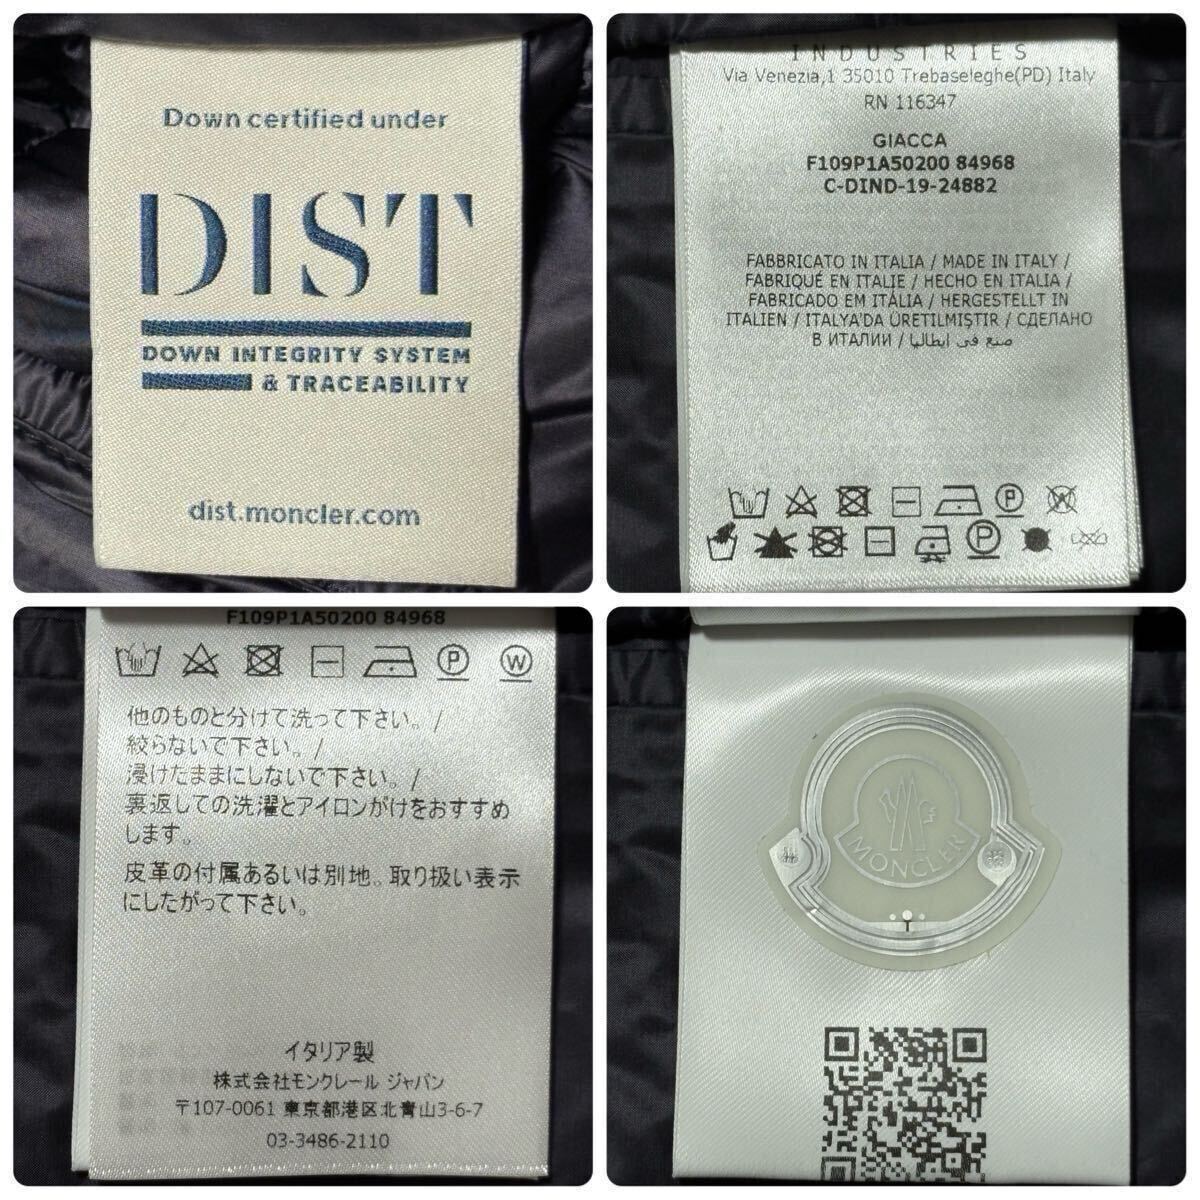 Down certified under
DIST
DOWN INTEGRITY SYSTEM
& TRACEABILITY
dist.moncler.com
INDUSTRIES
Via Venezia,1 35010 Trebaseleghe(PD) Italy
RN 116347
GIACCA
F109P1A50200 84968
C-DIND-19-24882
FABBRICATO IN ITALIA / MADE IN ITALY /
FABRIQUÉ EN ITALIE / HECHO EN ITALIA /
FABRICADO EM ITÁLIA / HERGESTELLT IN
ITALIEN / ITALYA'DA ÜRETILMIŞTIR / СДЕЛАНО
В ИТАЛИИ / صنع في ايطاليا
P W
P
F109P1A50200 84968
P W
他のものと分けて洗って下さい。/
絞らないで下さい。/
浸けたままにしないで下さい。/
裏返しての洗濯とアイロンがけをおすすめ
します。
皮革の付属あるいは別地。取り扱い表示
にしたがって下さい。
イタリア製
株式会社モンクレール ジャパン
〒107-0061 東京都港区北青山3-6-7
03-3486-2110
MONCLER